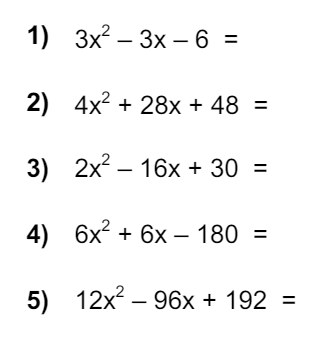 1) 3x² – 3x – 6 =
2) 4x² + 28x + 48 =
3) 2x² – 16x + 30 =
4) 6x² + 6x – 180 =
5) 12x² – 96x + 192 =